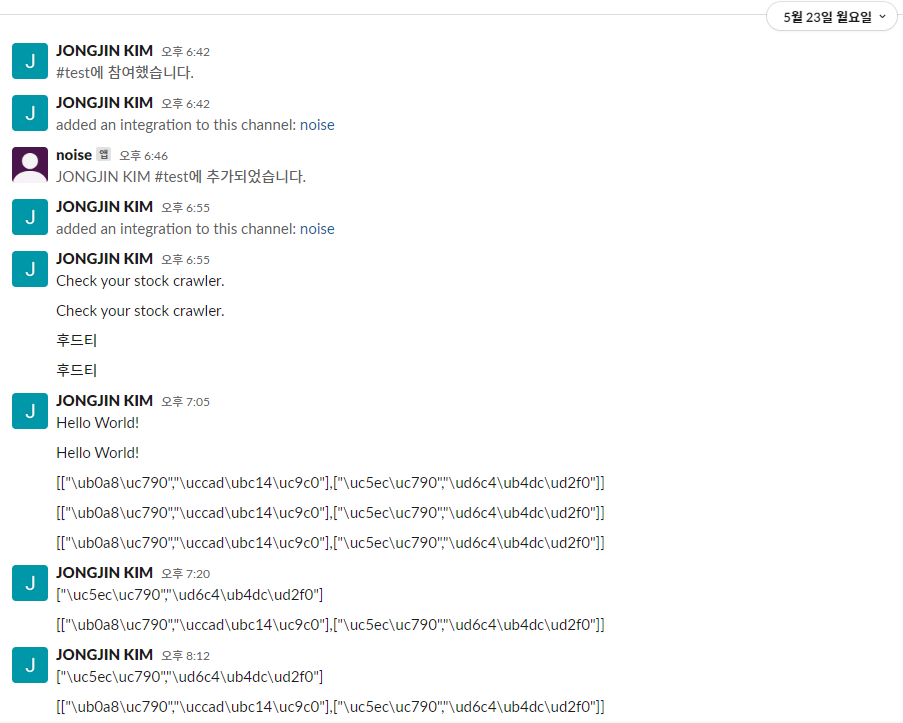 5월 23일 월요일
J
JONGJIN KIM 오후 6:42
#test에 참여했습니다.
J
JONGJIN KIM 오후 6:42
added an integration to this channel: noise
noise 앱 오후 6:46
JONGJIN KIM #test에 추가되었습니다.
J
JONGJIN KIM 오후 6:55
added an integration to this channel: noise
J
JONGJIN KIM 오후 6:55
Check your stock crawler.
Check your stock crawler.
후드티
후드티
J
JONGJIN KIM 오후 7:05
Hello World!
Hello World!
[["\ub0a8\uc790","\uccad\ubc14\uc9c0"],["\uc5ec\uc790","\ud6c4\ub4dc\ud2f0"]]
[["\ub0a8\uc790","\uccad\ubc14\uc9c0"],["\uc5ec\uc790","\ud6c4\ub4dc\ud2f0"]]
[["\ub0a8\uc790","\uccad\ubc14\uc9c0"],["\uc5ec\uc790","\ud6c4\ub4dc\ud2f0"]]
J
JONGJIN KIM 오후 7:20
["\uc5ec\uc790","\ud6c4\ub4dc\ud2f0"]
[["\ub0a8\uc790","\uccad\ubc14\uc9c0"],["\uc5ec\uc790","\ud6c4\ub4dc\ud2f0"]]
J
JONGJIN KIM 오후 8:12
["\uc5ec\uc790","\ud6c4\ub4dc\ud2f0"]
[["\ub0a8\uc790","\uccad\ubc14\uc9c0"],["\uc5ec\uc790","\ud6c4\ub4dc\ud2f0"]]